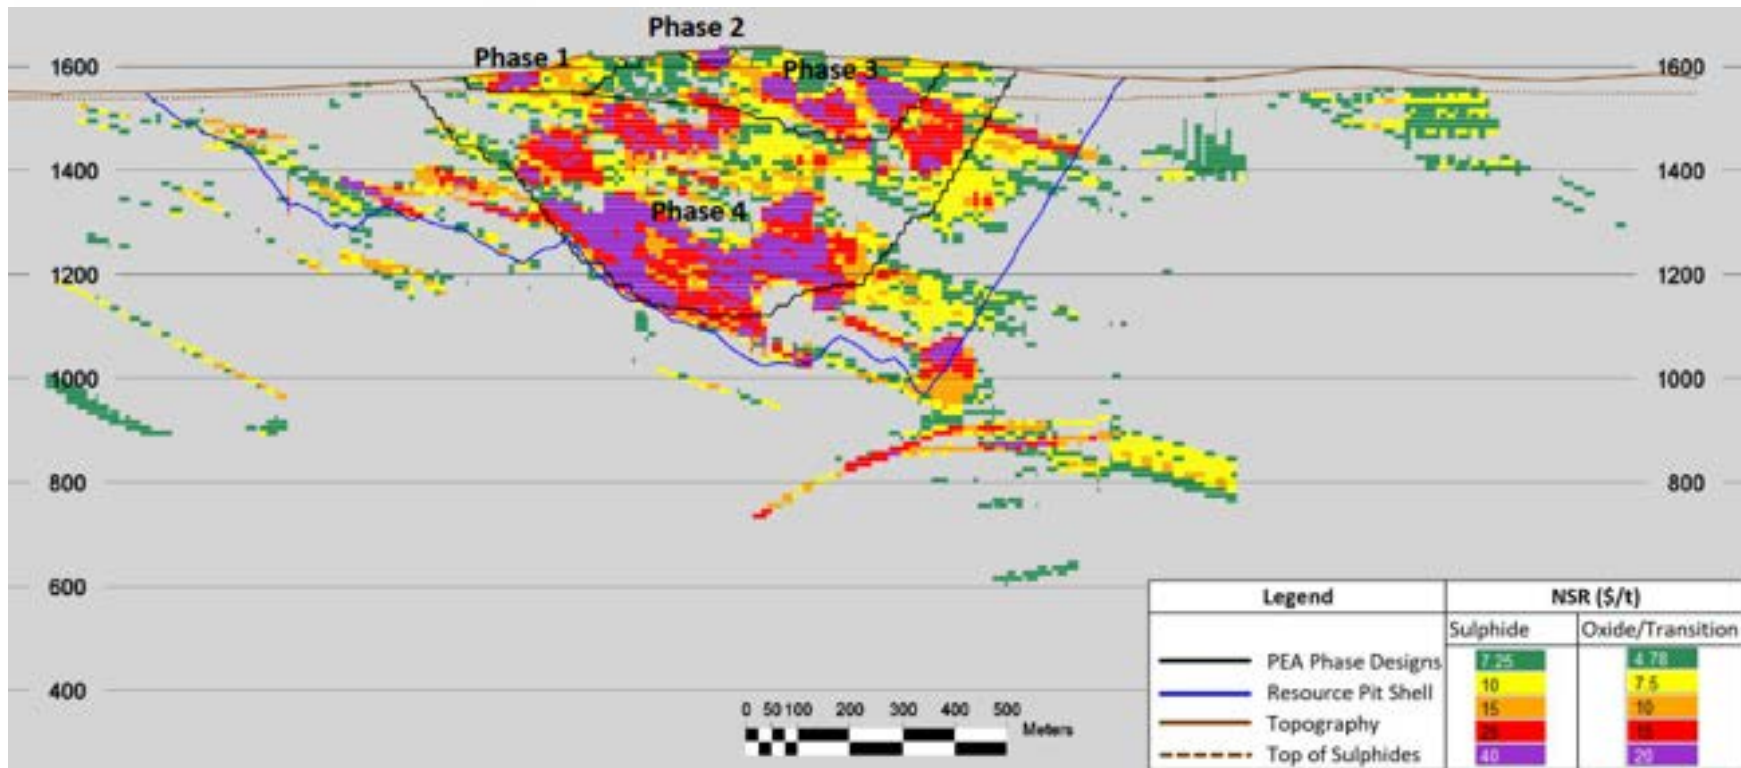 Phase 2
Phase 1
Phase 3
1600 1600
1400 1400
Phase 4
1200 1200
1000 1000
800 800
600
400
Legend NSR ($/t)
Sulphide Oxide/Transition
PEA Phase Designs 7.25 4.78
Resource Pit Shell 10 7.5
15 10
Topography
40 20
Top of Sulphides
0 50 100 200 300 400 500
Meters